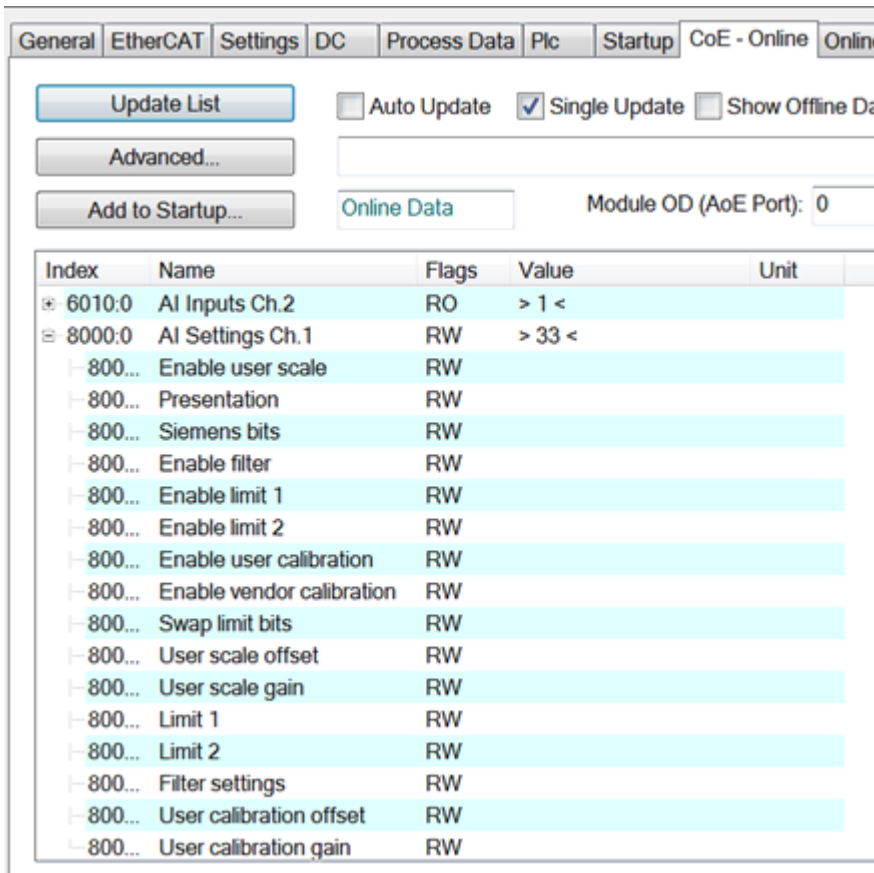 General EtherCAT Settings DC Process Data Plc Startup CoE - Online Online
Update List Auto Update Single Update Show Offline Da
Advanced...
Add to Startup... Online Data Module OD (AoE Port): 0
Index Name Flags Value Unit
6010:0 AI Inputs Ch.2 RO > 1 <
8000:0 AI Settings Ch.1 RW > 33 <
800... Enable user scale RW
800... Presentation RW
800... Siemens bits RW
800... Enable filter RW
800... Enable limit 1 RW
800... Enable limit 2 RW
800... Enable user calibration RW
800... Enable vendor calibration RW
800... Swap limit bits RW
800... User scale offset RW
800... User scale gain RW
800... Limit 1 RW
800... Limit 2 RW
800... Filter settings RW
800... User calibration offset RW
800... User calibration gain RW